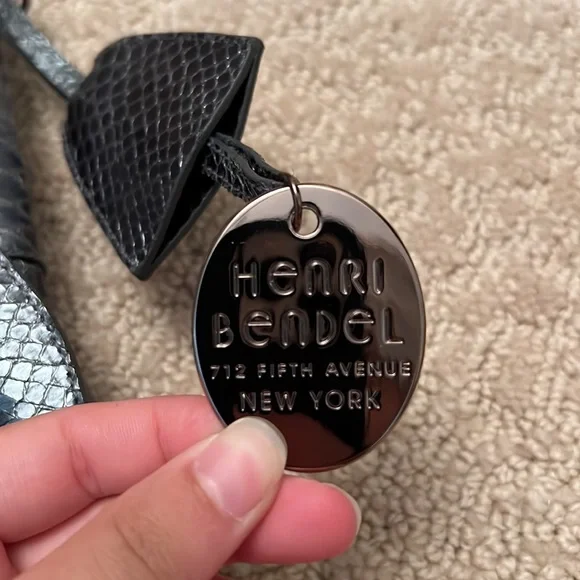 HENRI
BENDEL
712 FIFTH AVENUE
NEW YORK